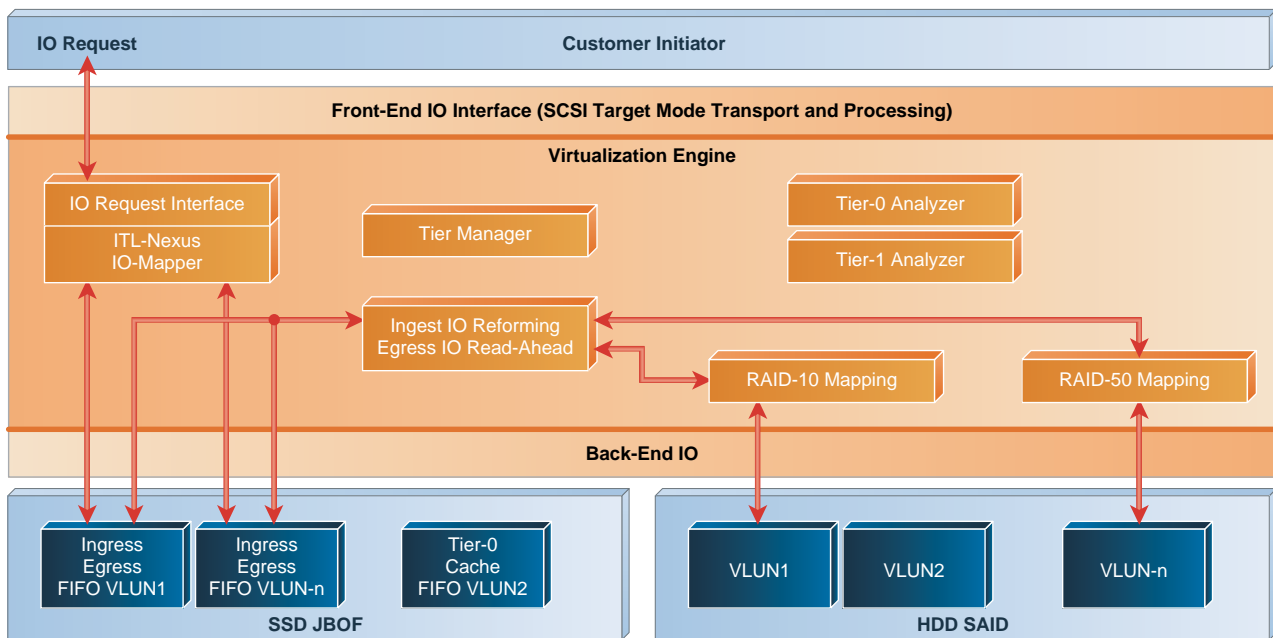 IO Request
Customer Initiator
Front-End IO Interface (SCSI Target Mode Transport and Processing)
Virtualization Engine
IO Request Interface
ITL-Nexus
IO-Mapper
Tier Manager
Tier-0 Analyzer
Tier-1 Analyzer
Ingest IO Reforming
Egress IO Read-Ahead
RAID-10 Mapping
RAID-50 Mapping
Back-End IO
Ingress
Egress
FIFO VLUN1
Ingress
Egress
FIFO VLUN-n
Tier-0
Cache
FIFO VLUN2
SSD JBOF
VLUN1
VLUN2
VLUN-n
HDD SAID